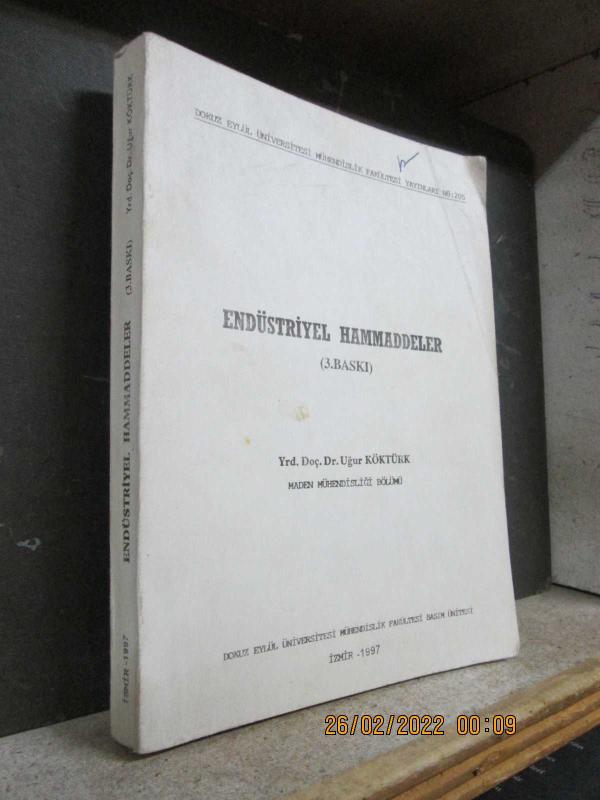 DOKUZ EYLÜL ÜNİVERSİTESİ MÜHENDİSLİK FAKÜLTESİ YAYINLARI NO:205
ENDÜSTRİYEL HAMMADDELER
(3.BASKI)
Yrd. Doç. Dr. Uğur KÖKTÜRK
MADEN MÜHENDİSLİĞİ BÖLÜMÜ
DOKUZ EYLÜL ÜNİVERSİTESİ MÜHENDİSLİK FAKÜLTESİ BASIM ÜNİTESİ
İZMİR -1997
İZMİR -1997 ENDÜSTRİYEL HAMMADDELER (3.BASKI) Yrd. Doç. Dr. Uğur KÖKTÜRK
26/02/2022 00:09